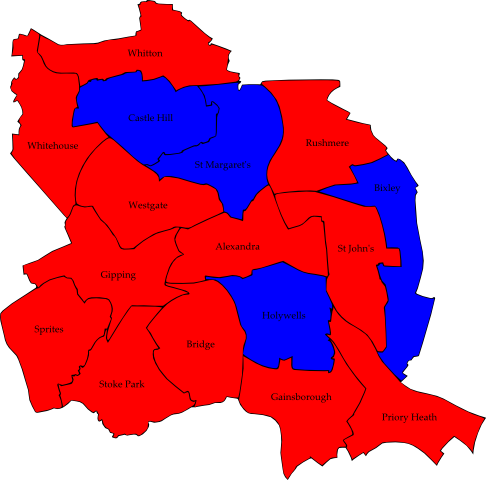 Whitton
Castle Hill
Rushmere
Whitehouse
St Margaret's
Bixley
Westgate
Alexandra
St John's
Gipping
Holywells
Sprites
Bridge
Stoke Park
Gainsborough
Priory Heath